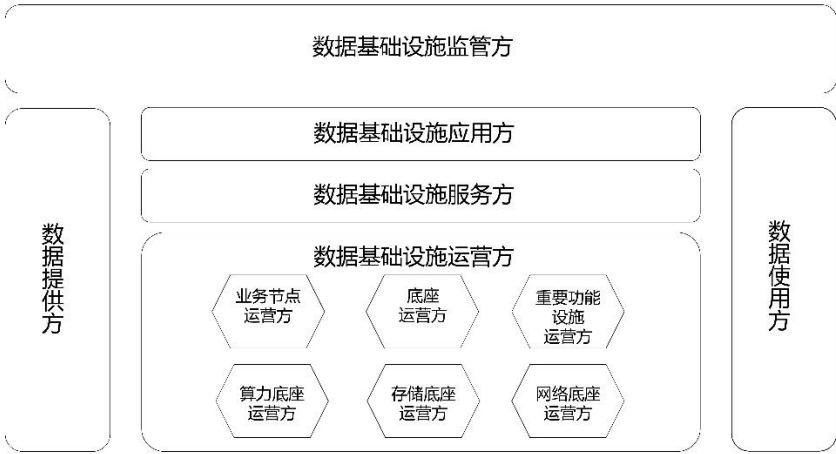 数据基础设施监管方
数据提供方
数据基础设施应用方
数据基础设施服务方
数据基础设施运营方
业务节点
运营方
底座
运营方
重要功能
设施
运营方
算力底座
运营方
存储底座
运营方
网络底座
运营方
数据使用方